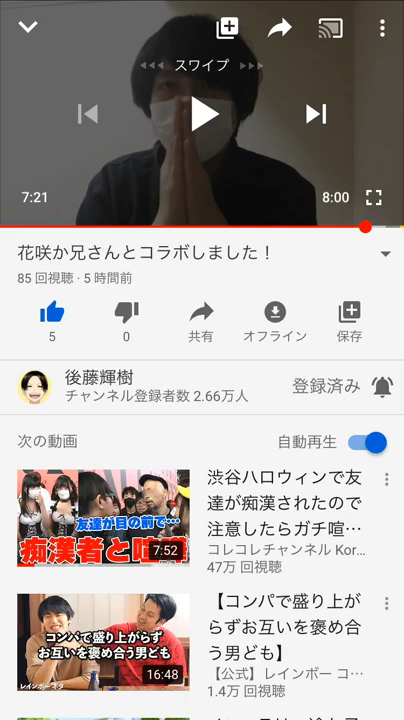 スワイプ
7:21
8:00
花咲か兄さんとコラボしました！
85 回視聴 · 5 時間前
5
0
共有
オフライン
保存
後藤輝樹
チャンネル登録者数 2.66万人
登録済み
次の動画
自動再生
友達が目の前で…
痴漢者と喧
7:52
渋谷ハロウィンで友
達が痴漢されたので
注意したらガチ喧…
コレコレチャンネル Kor…
47万 回視聴
コンパで盛り上がらず
お互いを褒め合う男ども
レインボー コタ
16:48
【コンパで盛り上が
らずお互いを褒め合
う男ども】
【公式】レインボー コ…
1.4万 回視聴